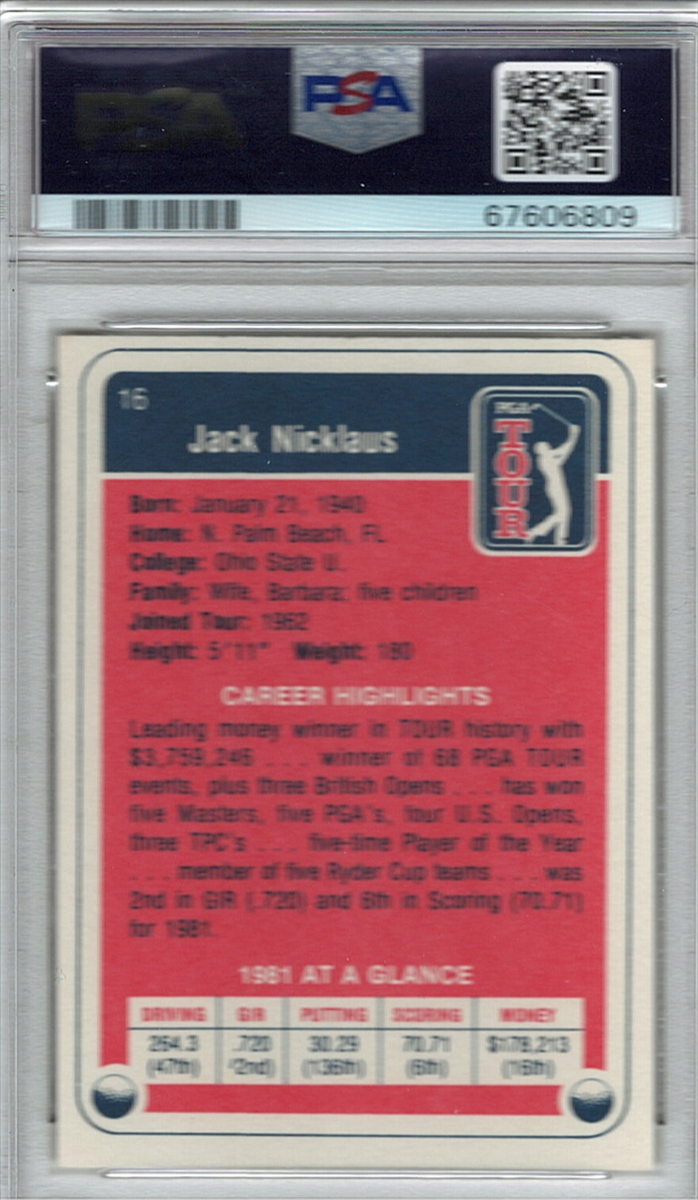 PSA
PSA
67606809
16
Jack Nicklaus
PGA
TOUR
Born: January 21, 1940
Home: N. Palm Beach, FL
College: Ohio State U.
Family: Wife, Barbara; five children
Joined Tour: 1962
Height: 5'11" Weight: 180
CAREER HIGHLIGHTS
Leading money winner in TOUR history with
$3,759,246 . . . winner of 68 PGA TOUR
events, plus three British Opens . . . has won
five Masters, five PGA's, four U.S. Opens,
three TPC's . . . five-time Player of the Year
. . . member of five Ryder Cup teams . . . was
2nd in GIR (.720) and 6th in Scoring (70.71)
for 1981.
1981 AT A GLANCE
DRIVING GIR PUTTING SCORING MONEY
264.3 .720 30.29 70.71 $178,213
(47th) (2nd) (136th) (6th) (16th)